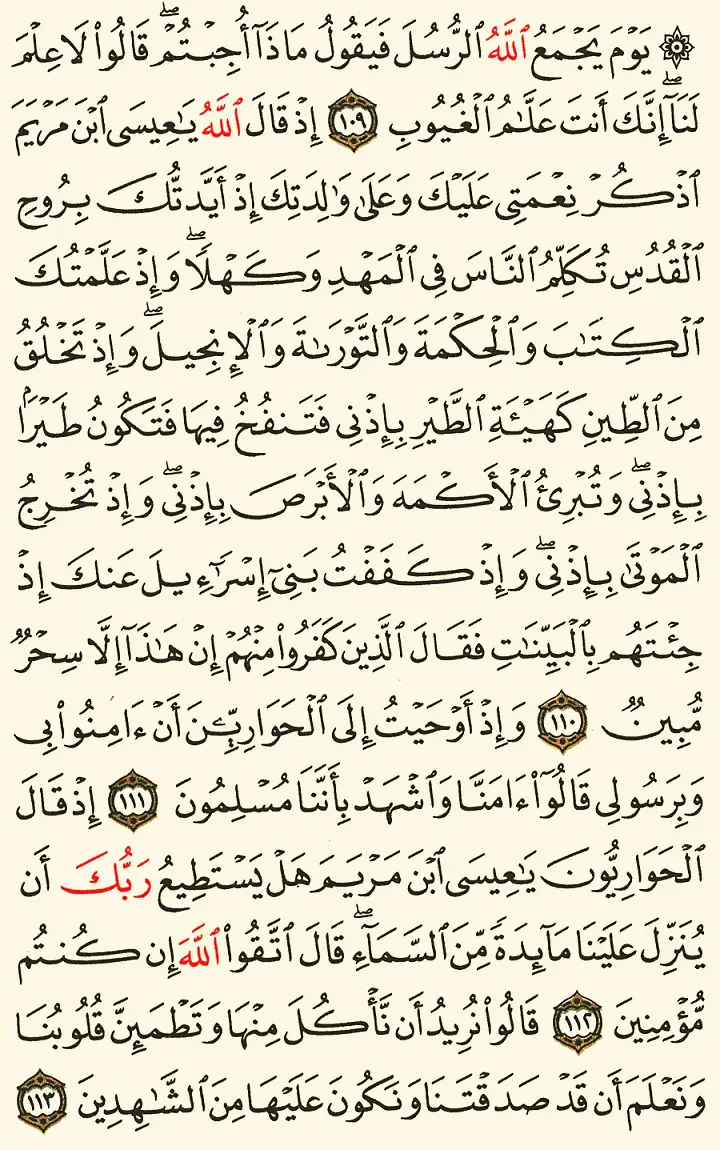 ۞ يَوۡمَ يَجۡمَعُ ٱللَّهُ ٱلرُّسُلَ فَيَقُولُ مَاذَآ أُجِبۡتُمۡۖ قَالُواْ لَا عِلۡمَ
لَنَآۖ إِنَّكَ أَنتَ عَلَّٰمُ ٱلۡغُيُوبِ ١٠٩ إِذۡ قَالَ ٱللَّهُ يَٰعِيسَى ٱبۡنَ مَرۡيَمَ
ٱذۡكُرۡ نِعۡمَتِي عَلَيۡكَ وَعَلَىٰ وَٰلِدَتِكَ إِذۡ أَيَّدتُّكَ بِرُوحِ
ٱلۡقُدُسِ تُكَلِّمُ ٱلنَّاسَ فِي ٱلۡمَهۡدِ وَكَهۡلٗاۖ وَإِذۡ عَلَّمۡتُكَ
ٱلۡكِتَٰبَ وَٱلۡحِكۡمَةَ وَٱلتَّوۡرَىٰةَ وَٱلۡإِنجِيلَۖ وَإِذۡ تَخۡلُقُ
مِنَ ٱلطِّينِ كَهَيۡـَٔةِ ٱلطَّيۡرِ بِإِذۡنِي فَتَنفُخُ فِيهَا فَتَكُونُ طَيۡرَۢا
بِإِذۡنِيۖ وَتُبۡرِئُ ٱلۡأَكۡمَهَ وَٱلۡأَبۡرَصَ بِإِذۡنِيۖ وَإِذۡ تُخۡرِجُ
ٱلۡمَوۡتَىٰ بِإِذۡنِيۖ وَإِذۡ كَفَفۡتُ بَنِيٓ إِسۡرَٰٓءِيلَ عَنكَ إِذۡ
جِئۡتَهُم بِٱلۡبَيِّنَٰتِ فَقَالَ ٱلَّذِينَ كَفَرُواْ مِنۡهُمۡ إِنۡ هَٰذَآ إِلَّا سِحۡرٞ
مُّبِينٞ ١١٠ وَإِذۡ أَوۡحَيۡتُ إِلَى ٱلۡحَوَارِيِّـۧنَ أَنۡ ءَامِنُواْ بِي
وَبِرَسُولِي قَالُوٓاْ ءَامَنَّا وَٱشۡهَدۡ بِأَنَّنَا مُسۡلِمُونَ ١١١ إِذۡ قَالَ
ٱلۡحَوَارِيُّونَ يَٰعِيسَى ٱبۡنَ مَرۡيَمَ هَلۡ يَسۡتَطِيعُ رَبُّكَ أَن
يُنَزِّلَ عَلَيۡنَا مَآئِدَةٗ مِّنَ ٱلسَّمَآءِۖ قَالَ ٱتَّقُواْ ٱللَّهَ إِن كُنتُم
مُّؤۡمِنِينَ ١١٢ قَالُواْ نُرِيدُ أَن نَّأۡكُلَ مِنۡهَا وَتَطۡمَئِنَّ قُلُوبُنَا
وَنَعۡلَمَ أَن قَدۡ صَدَقۡتَنَا وَنَكُونَ عَلَيۡهَا مِنَ ٱلشَّٰهِدِينَ ١١٣